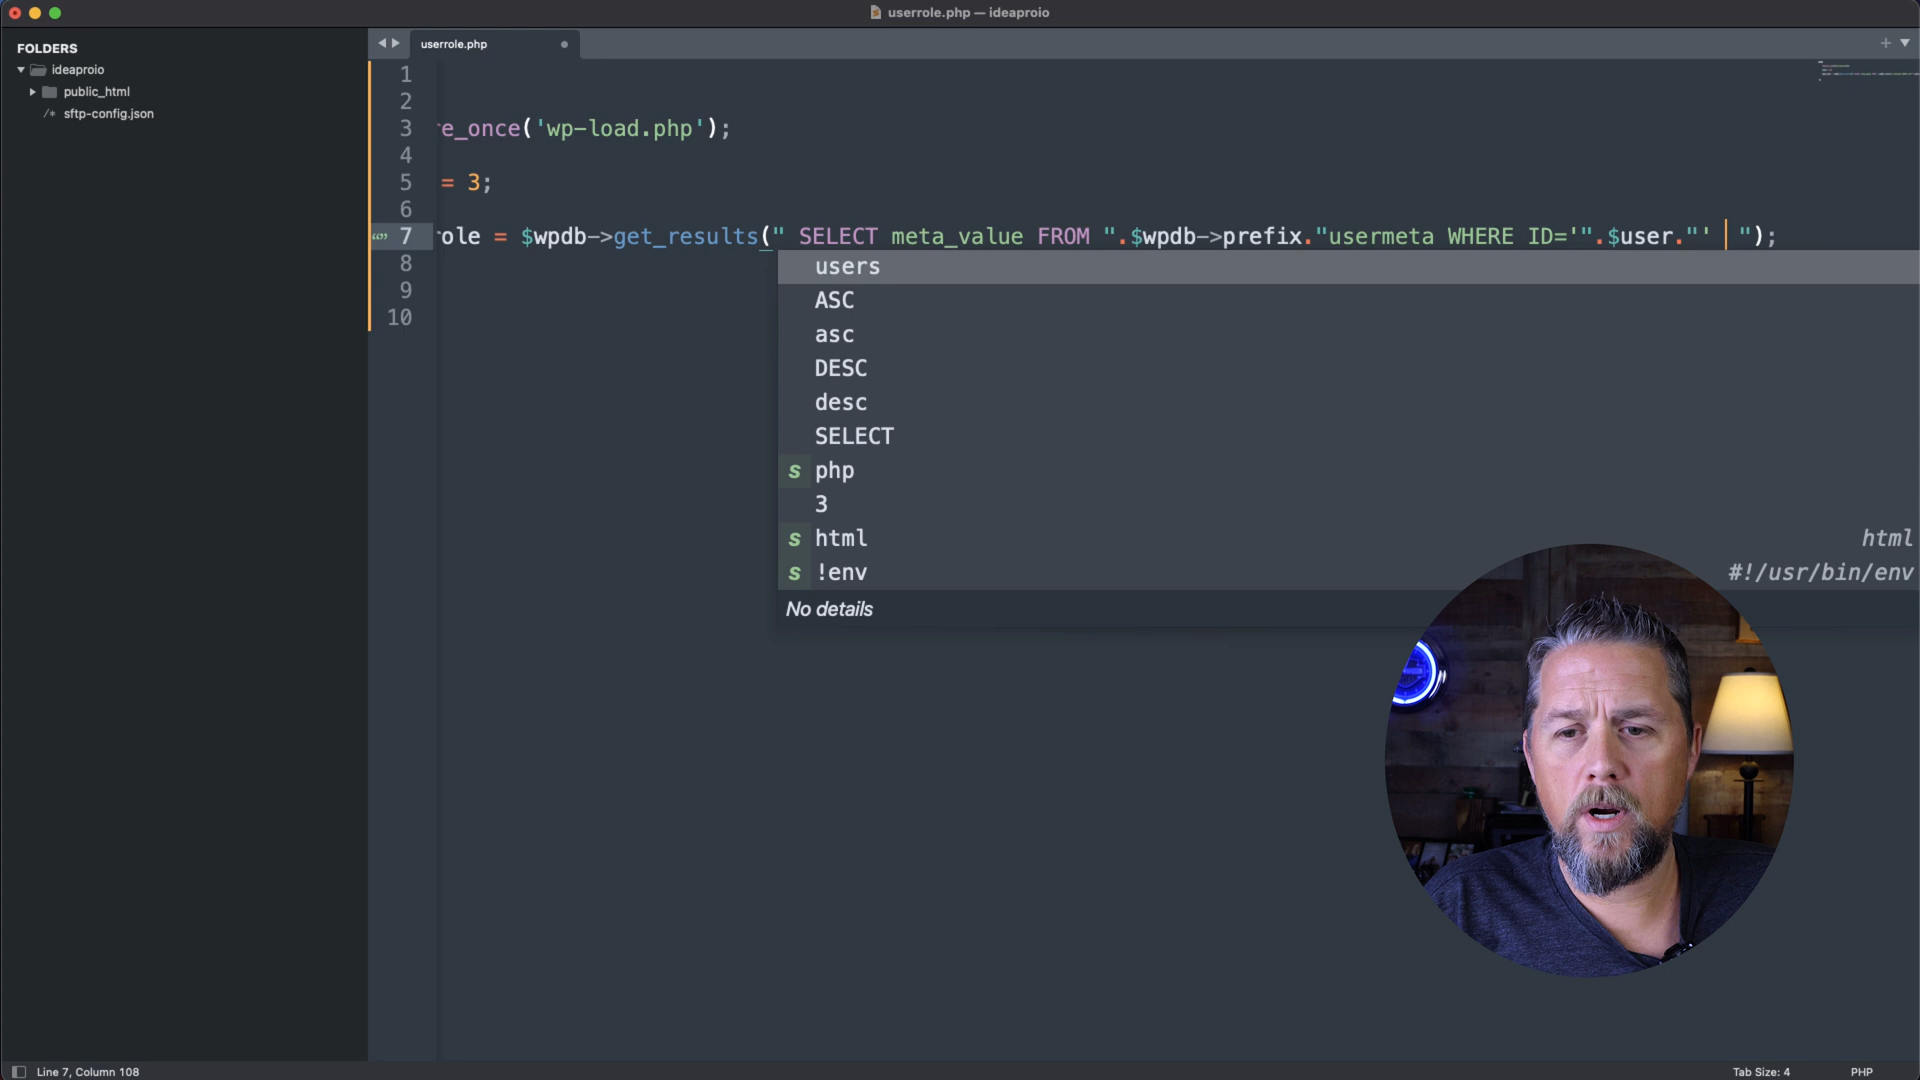 userrole.php — ideaproio
FOLDERS
ideaproio
public_html
/* sftp-config.json
userrole.php
1
2
3 re_once('wp-load.php');
4
5 = 3;
6
7 role = $wpdb->get_results(" SELECT meta_value FROM ".$wpdb->prefix."usermeta WHERE ID='".$user."' ");
8
9
10
users
ASC
asc
DESC
desc
SELECT
s php
3
s html html
s !env #!/usr/bin/env
No details
Line 7, Column 108
Tab Size: 4
PHP